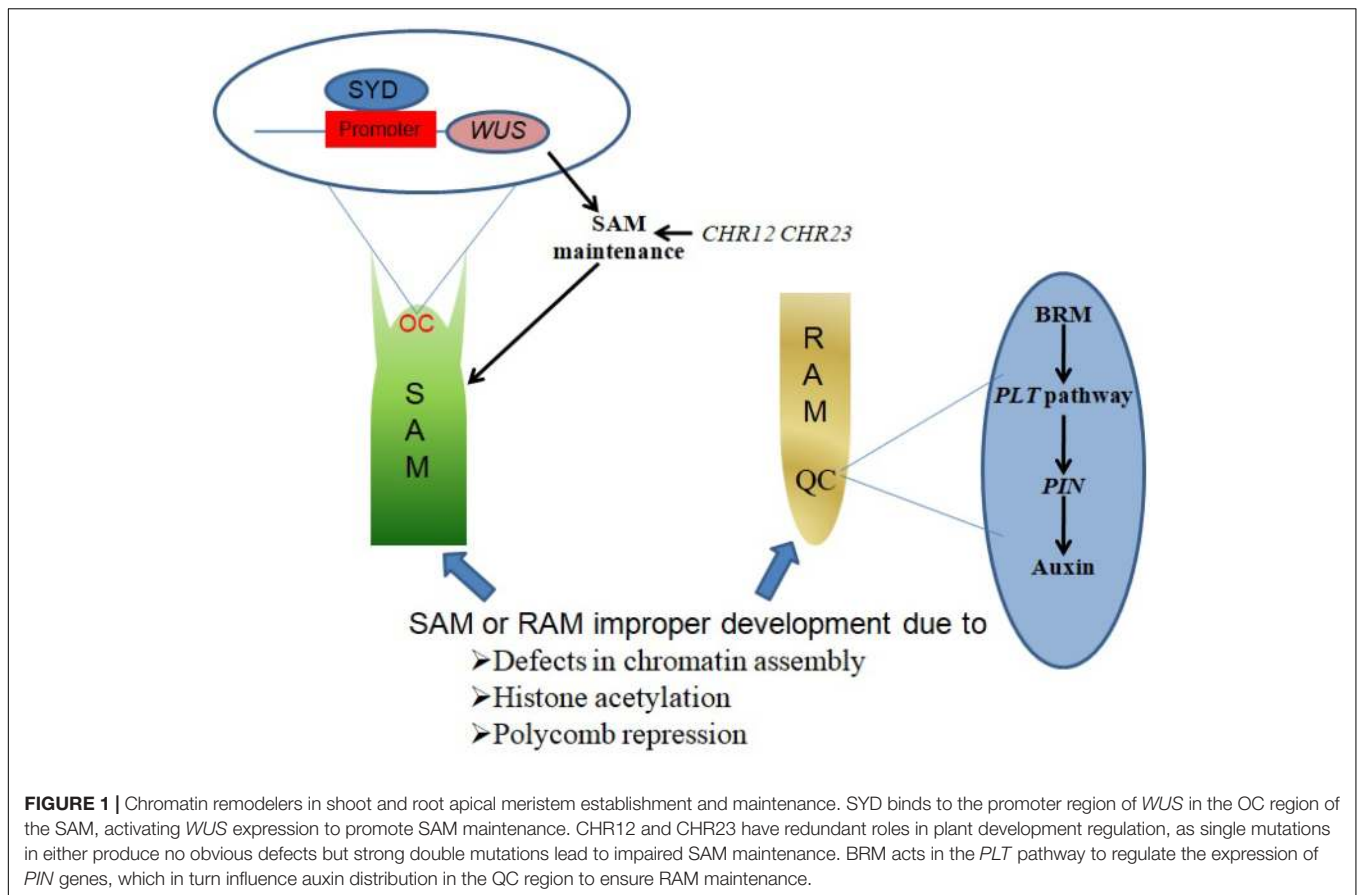 SYD
Promoter
WUS
SAM
maintenance
CHR12 CHR23
OC
S
A
M
R
A
M
QC
BRM
PLT pathway
PIN
Auxin
SAM or RAM improper development due to
➢Defects in chromatin assembly
➢Histone acetylation
➢Polycomb repression
FIGURE 1 | Chromatin remodelers in shoot and root apical meristem establishment and maintenance. SYD binds to the promoter region of WUS in the OC region of
the SAM, activating WUS expression to promote SAM maintenance. CHR12 and CHR23 have redundant roles in plant development regulation, as single mutations
in either produce no obvious defects but strong double mutations lead to impaired SAM maintenance. BRM acts in the PLT pathway to regulate the expression of
PIN genes, which in turn influence auxin distribution in the QC region to ensure RAM maintenance.